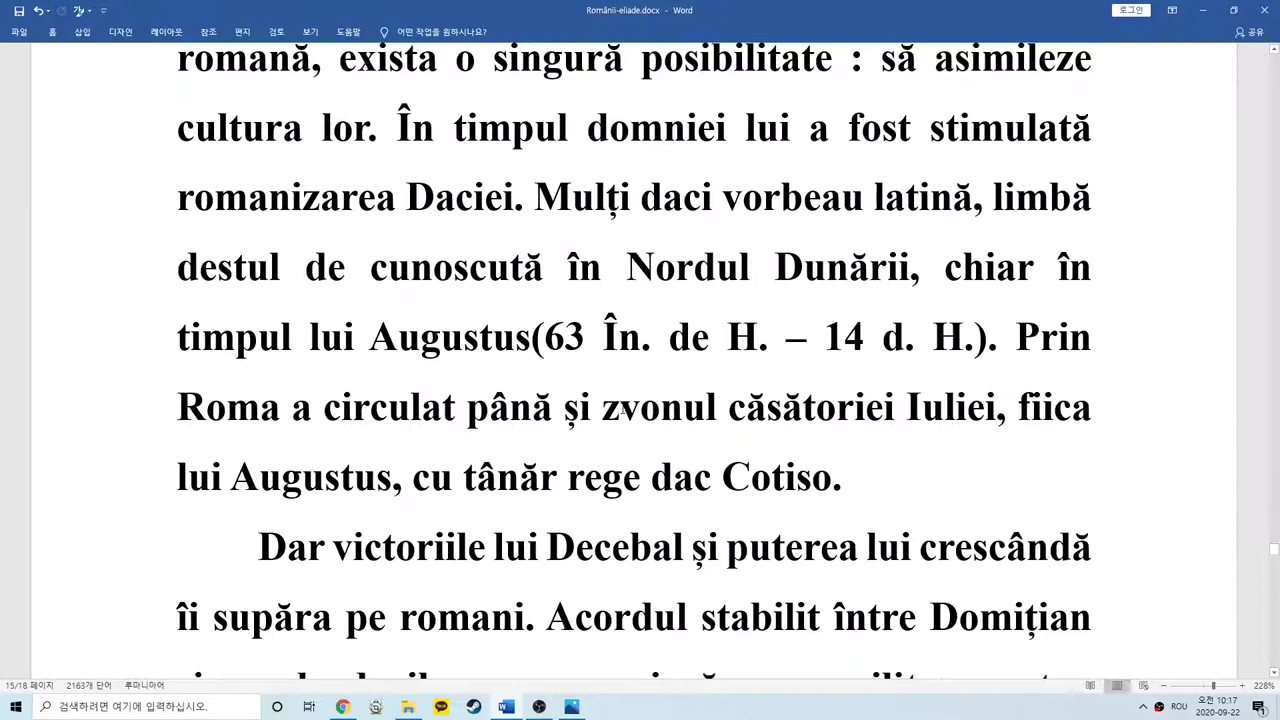 Românii-eliade.docx - Word
로그인
파일 홈 삽입 디자인 레이아웃 참조 편지 검토 보기 도움말 어떤 작업을 원하시나요? 공유
romană, exista o singură posibilitate : să asimileze
cultura lor. În timpul domniei lui a fost stimulată
romanizarea Daciei. Mulți daci vorbeau latină, limbă
destul de cunoscută în Nordul Dunării, chiar în
timpul lui Augustus(63 În. de H. – 14 d. H.). Prin
Roma a circulat până și zvonul căsătoriei Iuliei, fiica
lui Augustus, cu tânăr rege dac Cotiso.
Dar victoriile lui Decebal și puterea lui crescândă
îi supăra pe romani. Acordul stabilit între Domițian
15/18 페이지 2163개 단어 루마니아어 228%
검색하려면 여기에 입력하십시오. ROU 오전 10:17
2020-09-22